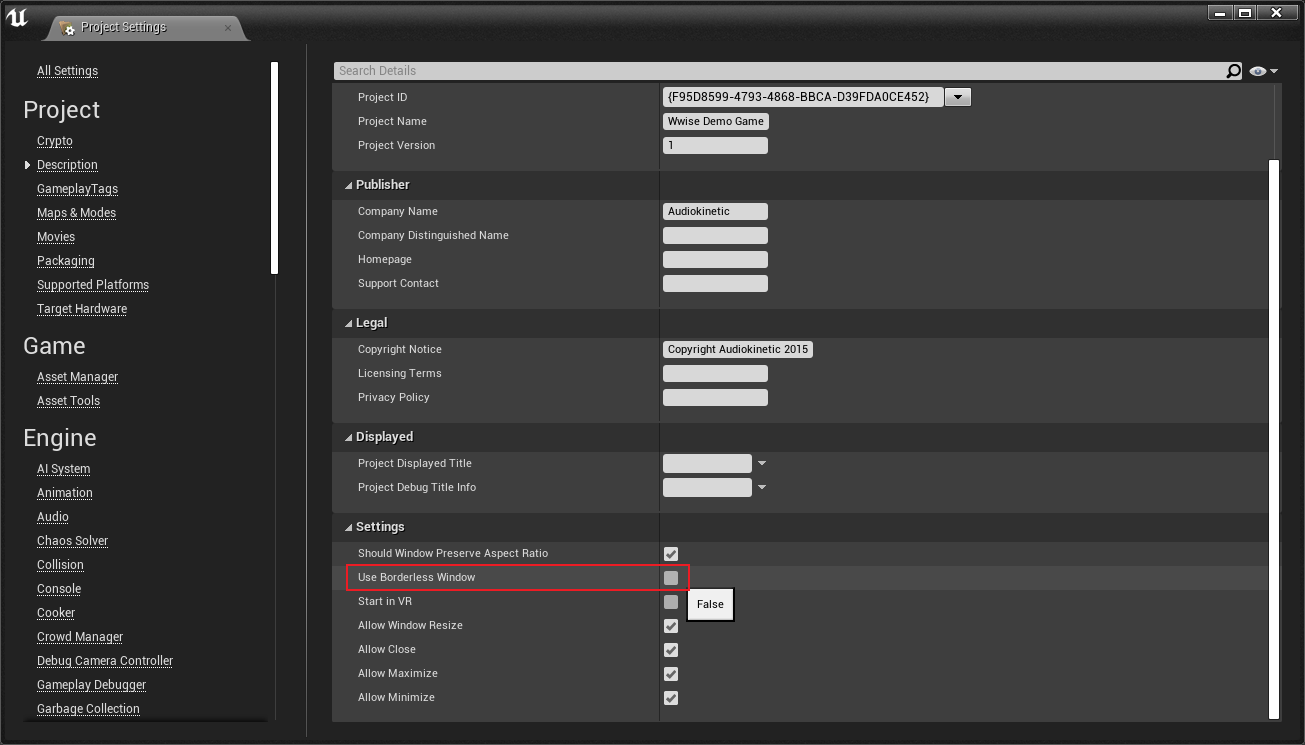 Project Settings
All Settings
Project
Crypto
Description
GameplayTags
Maps & Modes
Movies
Packaging
Supported Platforms
Target Hardware
Game
Asset Manager
Asset Tools
Engine
AI System
Animation
Audio
Chaos Solver
Collision
Console
Cooker
Crowd Manager
Debug Camera Controller
Gameplay Debugger
Garbage Collection
Search Details
Project ID {F95D8599-4793-4868-BBCA-D39FDA0CE452}
Project Name Wwise Demo Game
Project Version 1
Publisher
Company Name Audiokinetic
Company Distinguished Name
Homepage
Support Contact
Legal
Copyright Notice Copyright Audiokinetic 2015
Licensing Terms
Privacy Policy
Displayed
Project Displayed Title
Project Debug Title Info
Settings
Should Window Preserve Aspect Ratio
Use Borderless Window
Start in VR
False
Allow Window Resize
Allow Close
Allow Maximize
Allow Minimize